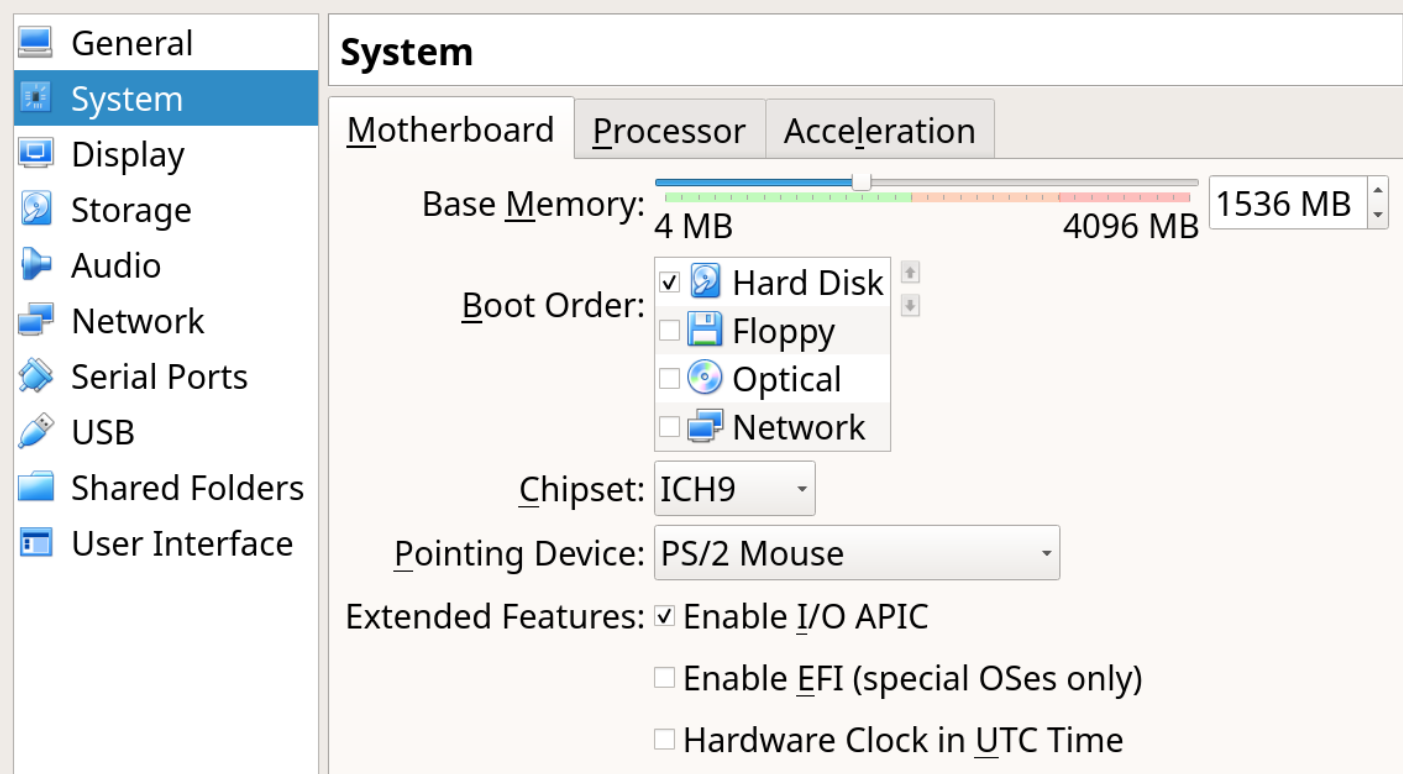 General
System
Display
Storage
Audio
Network
Serial Ports
USB
Shared Folders
User Interface
System
Motherboard Processor Acceleration
Base Memory: 1536 MB
4 MB 4096 MB
Boot Order:
Hard Disk
Floppy
Optical
Network
Chipset: ICH9
Pointing Device: PS/2 Mouse
Extended Features: Enable I/O APIC
Enable EFI (special OSes only)
Hardware Clock in UTC Time